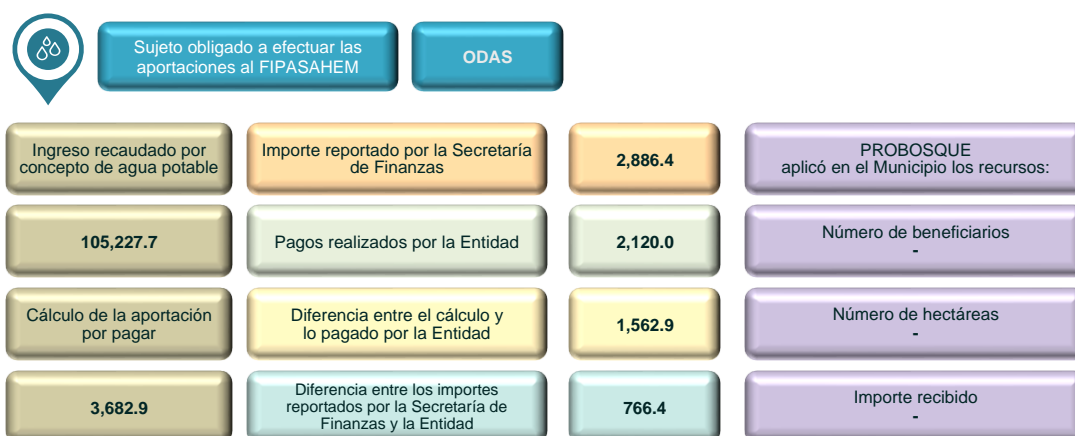 Sujeto obligado a efectuar las
aportaciones al FIPASAHEM
ODAS
Ingreso recaudado por
concepto de agua potable
Importe reportado por la Secretaría
de Finanzas
2,886.4
PROBOSQUE
aplicó en el Municipio los recursos:
105,227.7
Pagos realizados por la Entidad
2,120.0
Número de beneficiarios
-
Cálculo de la aportación
por pagar
Diferencia entre el cálculo y
lo pagado por la Entidad
1,562.9
Número de hectáreas
-
3,682.9
Diferencia entre los importes
reportados por la Secretaría de
Finanzas y la Entidad
766.4
Importe recibido
-